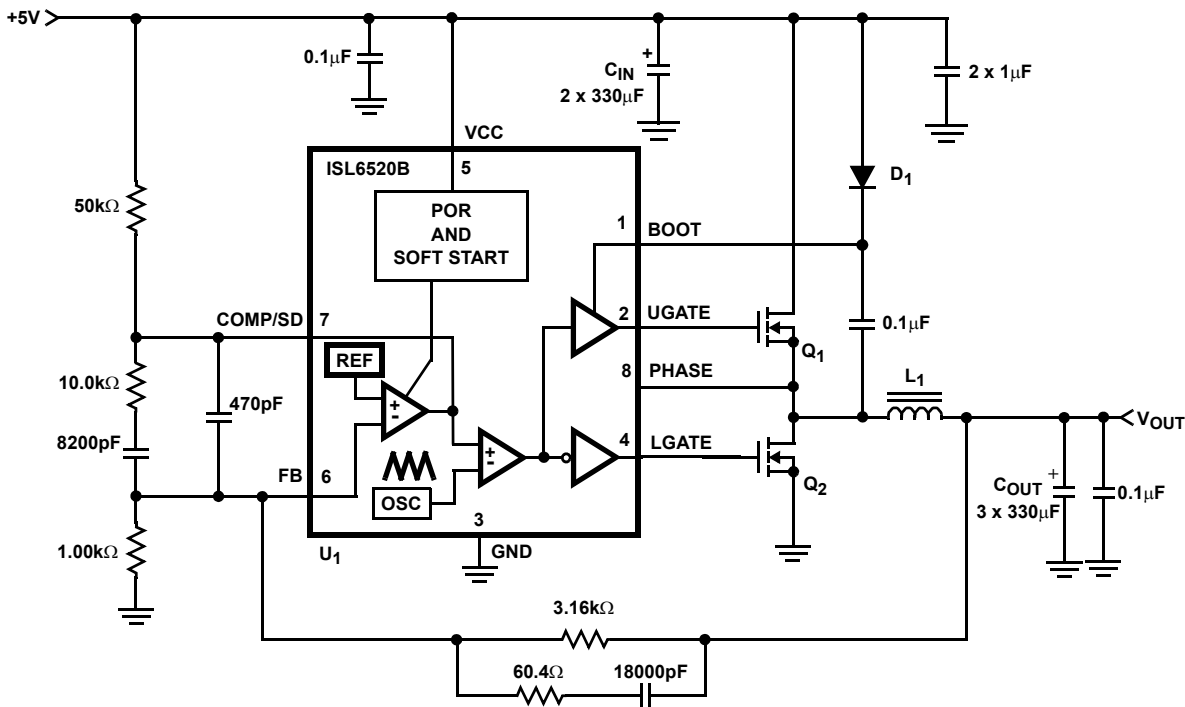 +5V
0.1μF
CIN
2 x 330μF
+
2 x 1μF
VCC
ISL6520B
5
D1
50kΩ
POR
AND
SOFT START
1
BOOT
COMP/SD
7
2
UGATE
0.1μF
Q1
REF
8
PHASE
L1
10.0kΩ
470pF
+
-
+
-
4
LGATE
VOUT
8200pF
FB
6
OSC
Q2
COUT
3 x 330μF
+
0.1μF
3
GND
1.00kΩ
U1
3.16kΩ
60.4Ω
18000pF